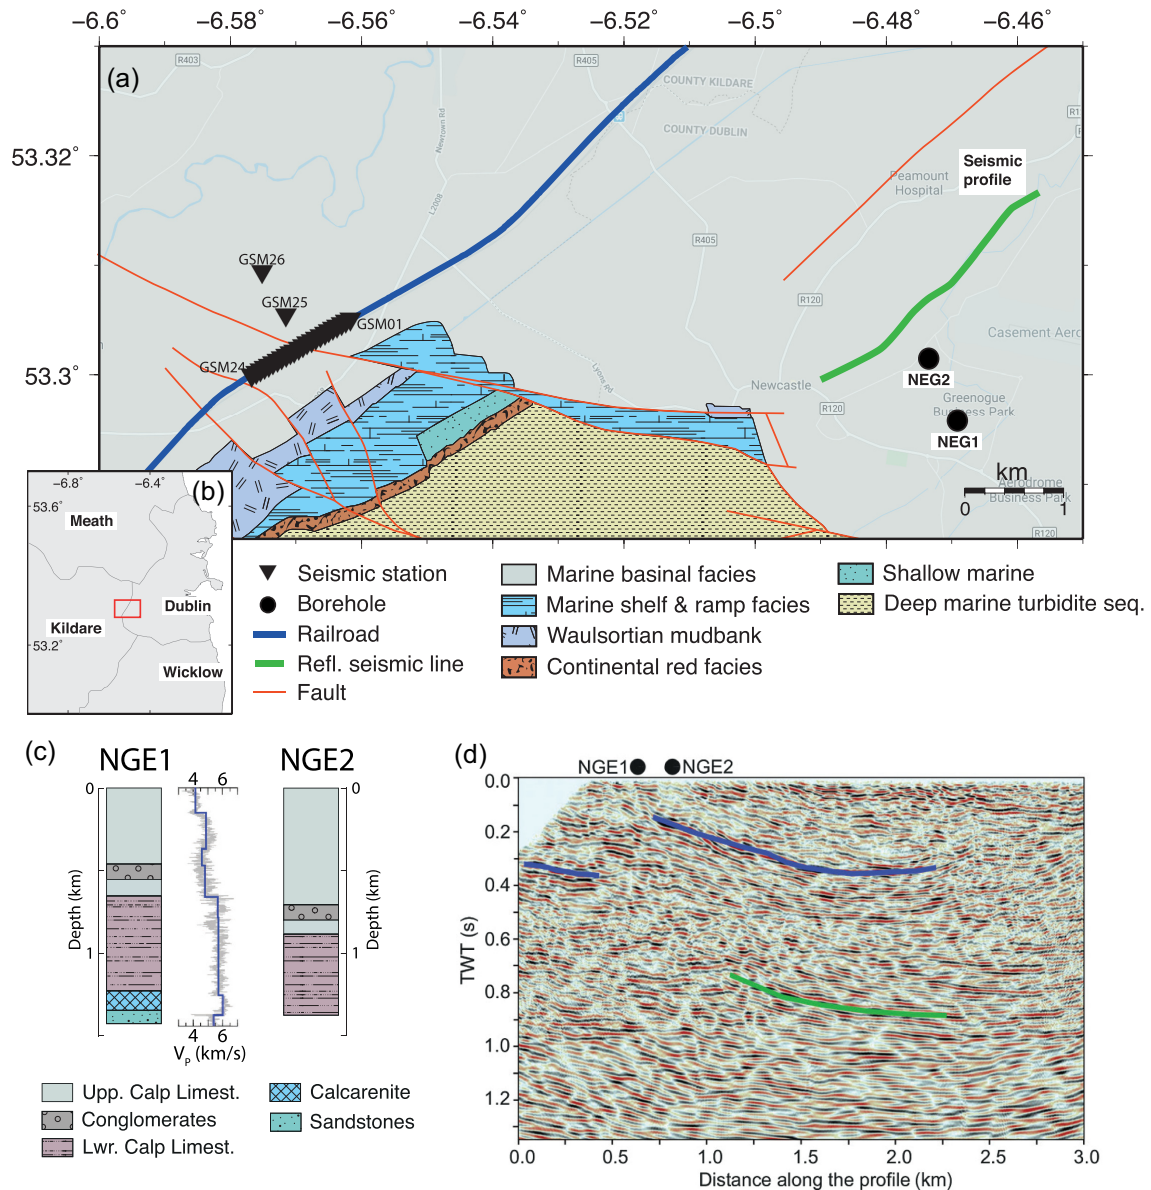 −6.6° −6.58° −6.56° −6.54° −6.52° −6.5° −6.48° −6.46°
(a)
R403
R405
COUNTY KILDARE
COUNTY DUBLIN
Newtown Rd
R1
53.32°
Seismic
profile
Peamount
Hospital
L2008
R405
GSM26
GSM25
GSM01
R120
Casement Aero
GSM24
53.3°
Lyons Rd
Newcastle
NEG2
R120
Greenogue
Business Park
NEG1
km
Aerodrome
Business Park
0 1
R120
(b)
−6.8° −6.4°
53.6°
Meath
Dublin
Kildare
53.2°
Wicklow
Seismic station
Borehole
Railroad
Refl. seismic line
Fault
Marine basinal facies
Marine shelf & ramp facies
Waulsortian mudbank
Continental red facies
Shallow marine
Deep marine turbidite seq.
(c)
NGE1
NGE2
4 6
0
0
Depth (km)
Depth (km)
1
1
4 6
VP (km/s)
Upp. Calp Limest.
Conglomerates
Lwr. Calp Limest.
Calcarenite
Sandstones
(d)
NGE1 NGE2
0.0
0.2
0.4
0.6
0.8
1.0
1.2
TWT (s)
0.0 0.5 1.0 1.5 2.0 2.5 3.0
Distance along the profile (km)